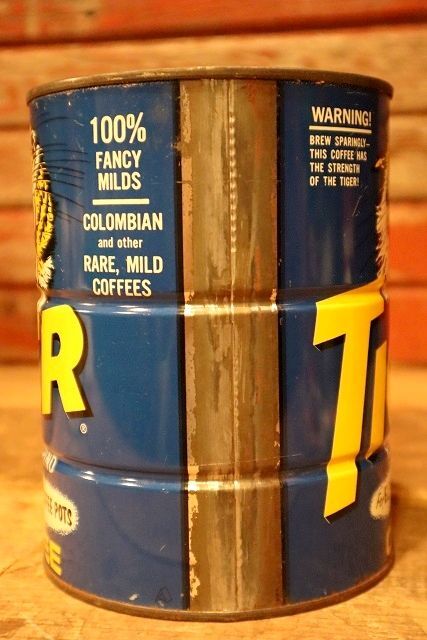 100%
FANCY
MILDS
COLOMBIAN
and other
RARE, MILD
COFFEES
R
®
POTS
E
WARNING!
BREW SPARINGLY—
THIS COFFEE HAS
THE STRENGTH
OF THE TIGER!
TI